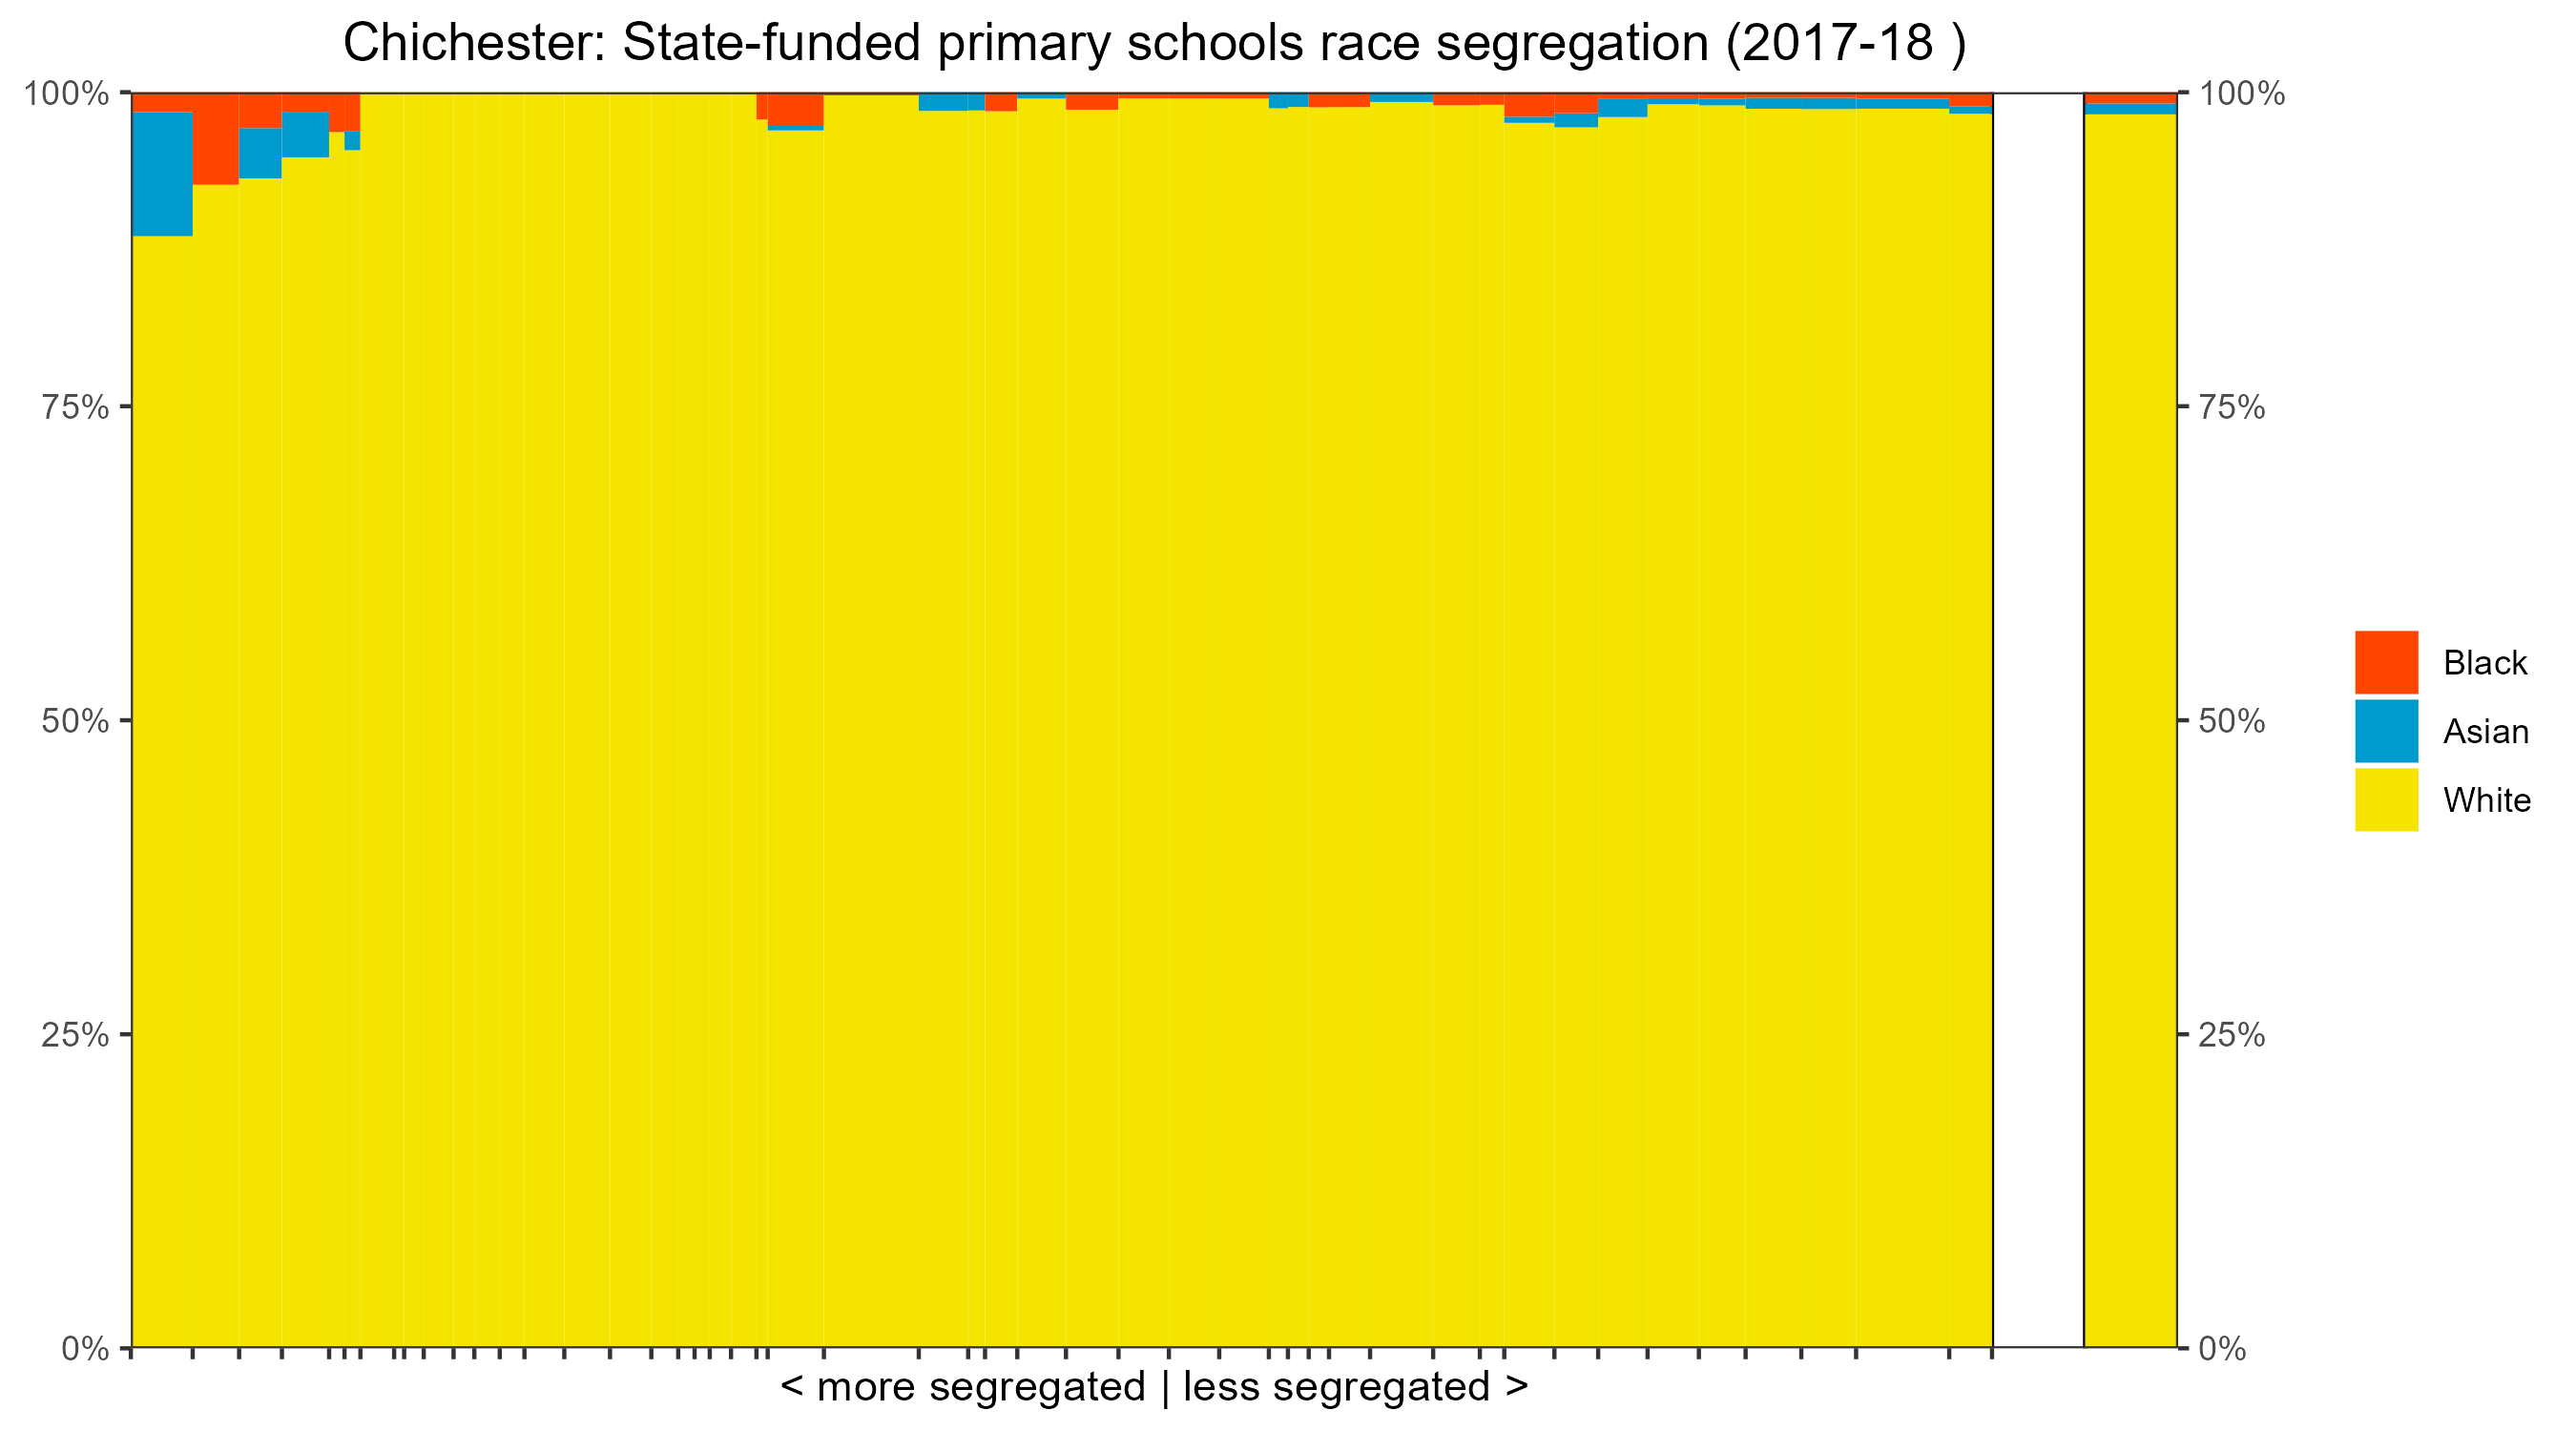 Chichester: State-funded primary schools race segregation (2017-18 )
100%
75%
50%
25%
0%
100%
75%
50%
25%
0%
Black
Asian
White
< more segregated | less segregated >